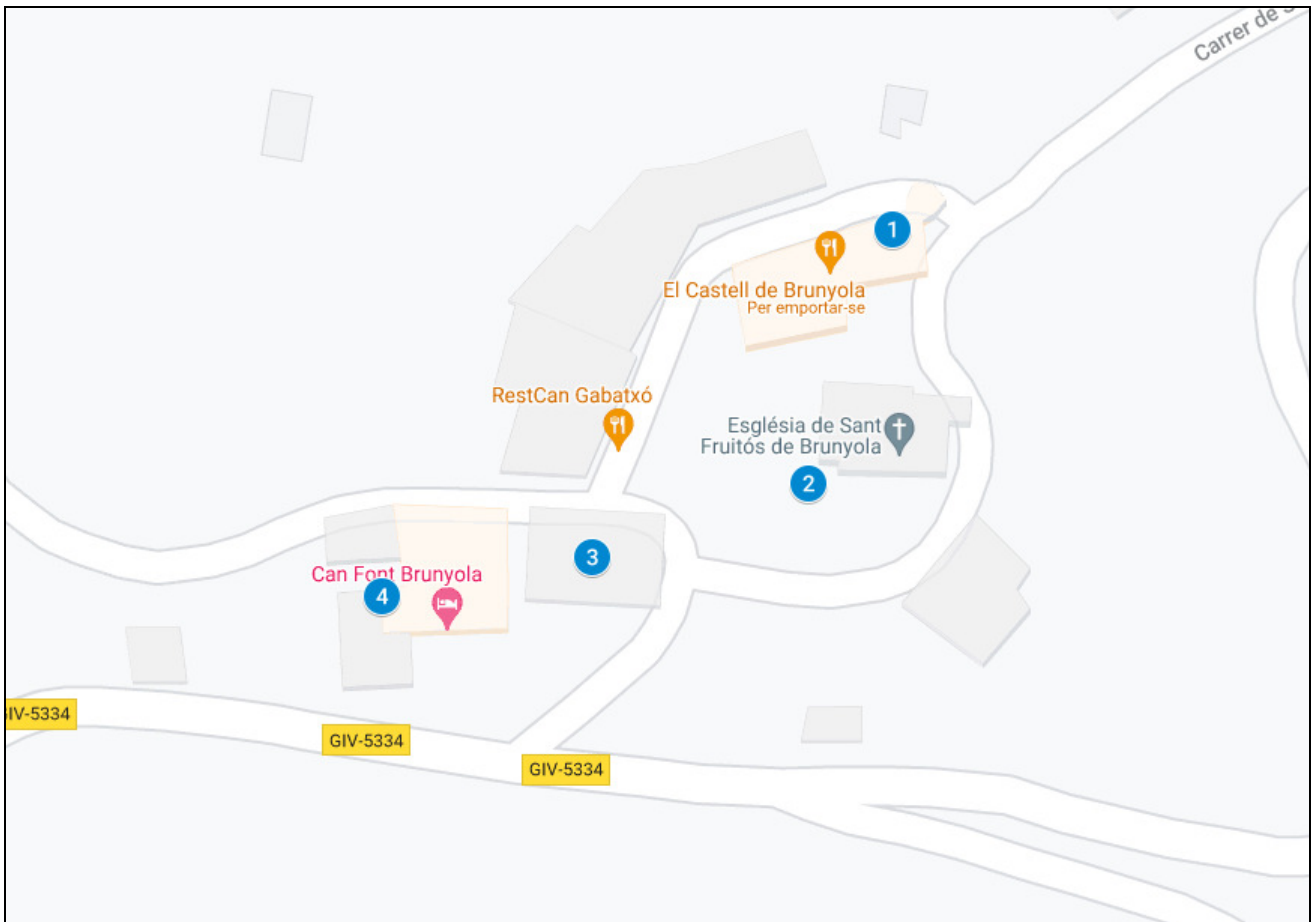 Carrer de
1
El Castell de Brunyola
Per emportar-se
RestCan Gabatxó
Església de Sant
Fruitós de Brunyola
2
3
Can Font Brunyola
4
IV-5334
GIV-5334
GIV-5334